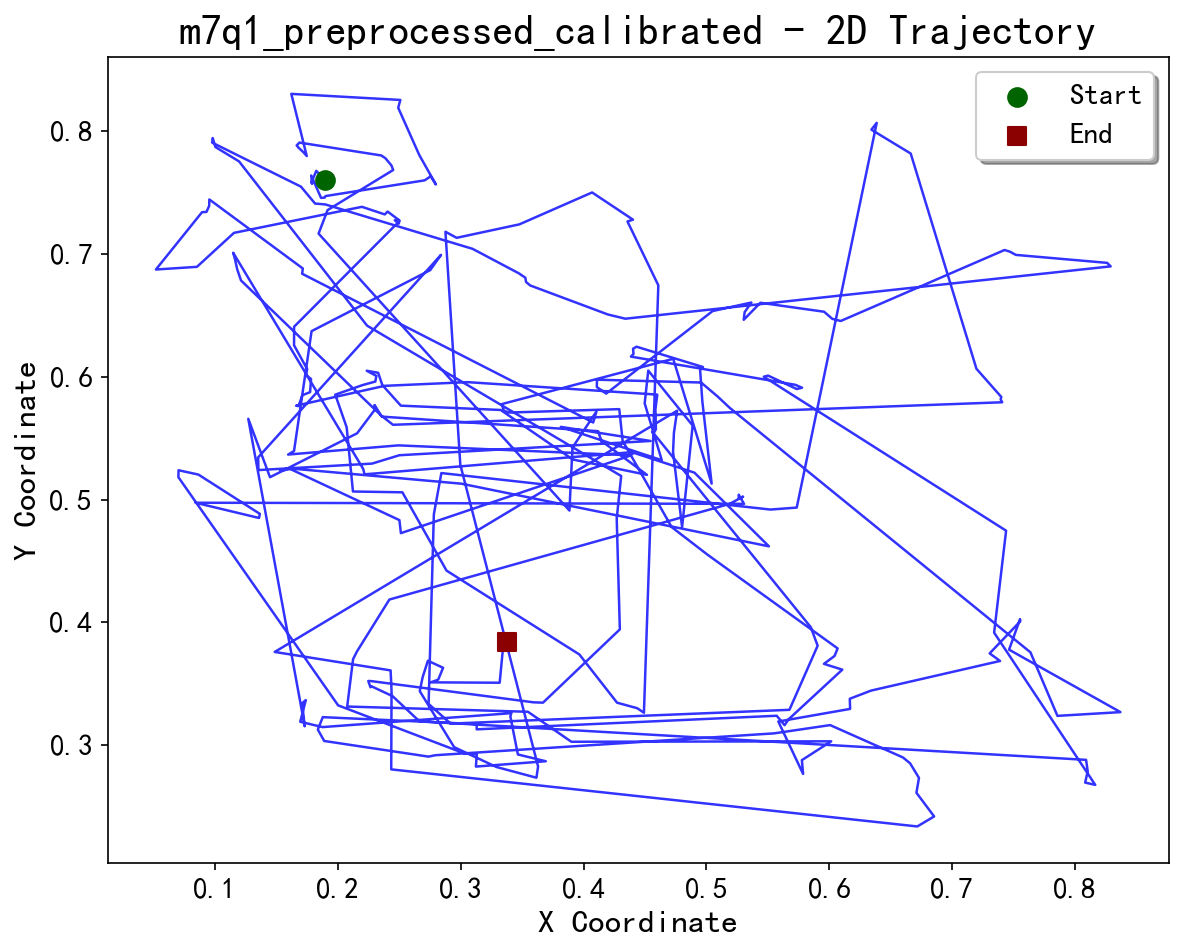 m7q1_preprocessed_calibrated - 2D Trajectory
Start
End
Y Coordinate
0.8
0.7
0.6
0.5
0.4
0.3
0.1 0.2 0.3 0.4 0.5 0.6 0.7 0.8
X Coordinate